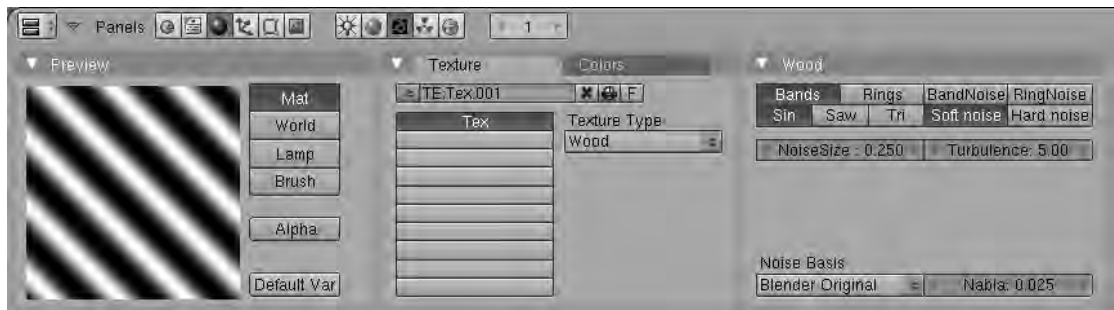 Panels
1
Preview
Mat
World
Lamp
Brush
Alpha
Default Var
Texture
Colors
TE:Tex.001
F
Tex
Texture Type
Wood
Wood
Bands Rings BandNoise RingNoise
Sin Saw Tri Soft noise Hard noise
NoiseSize : 0.250 Turbulence: 5.00
Noise Basis
Blender Original Nabla: 0.025